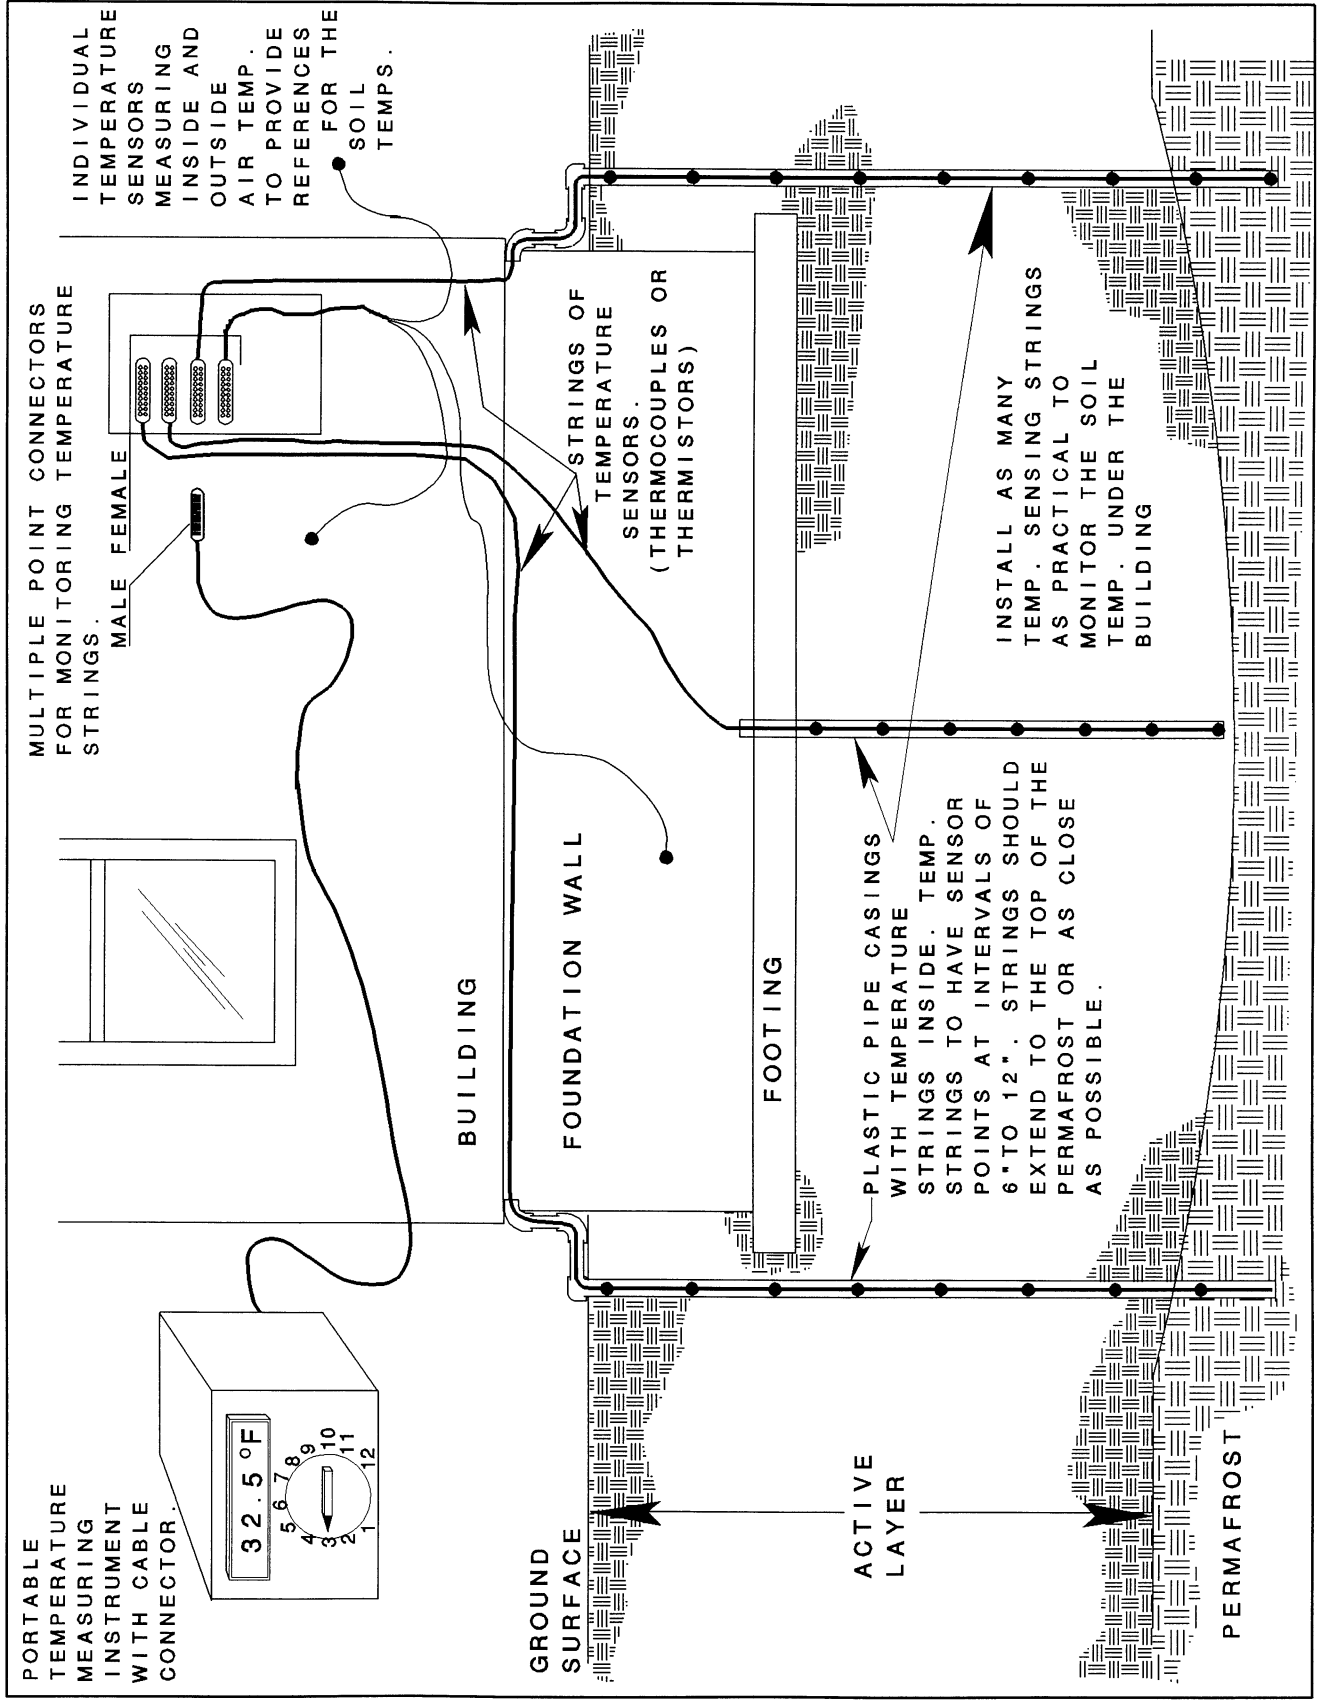 PORTABLE
TEMPERATURE
MEASURING
INSTRUMENT
WITH CABLE
CONNECTOR.
32.5°F
1
2
3
4
5
6
7
8
9
10
11
12
MULTIPLE POINT CONNECTORS
FOR MONITORING TEMPERATURE
STRINGS.
MALE FEMALE
INDIVIDUAL
TEMPERATURE
SENSORS
MEASURING
INSIDE AND
OUTSIDE
AIR TEMP.
TO PROVIDE
REFERENCES
FOR THE
SOIL
TEMPS.
BUILDING
GROUND
SURFACE
FOUNDATION WALL
STRINGS OF
TEMPERATURE
SENSORS.
(THERMOCOUPLES OR
THERMISTORS)
FOOTING
ACTIVE
LAYER
PLASTIC PIPE CASINGS
WITH TEMPERATURE
STRINGS INSIDE. TEMP.
STRINGS TO HAVE SENSOR
POINTS AT INTERVALS OF
6"TO 12". STRINGS SHOULD
EXTEND TO THE TOP OF THE
PERMAFROST OR AS CLOSE
AS POSSIBLE.
INSTALL AS MANY
TEMP. SENSING STRINGS
AS PRACTICAL TO
MONITOR THE SOIL
TEMP. UNDER THE
BUILDING
PERMAFROST